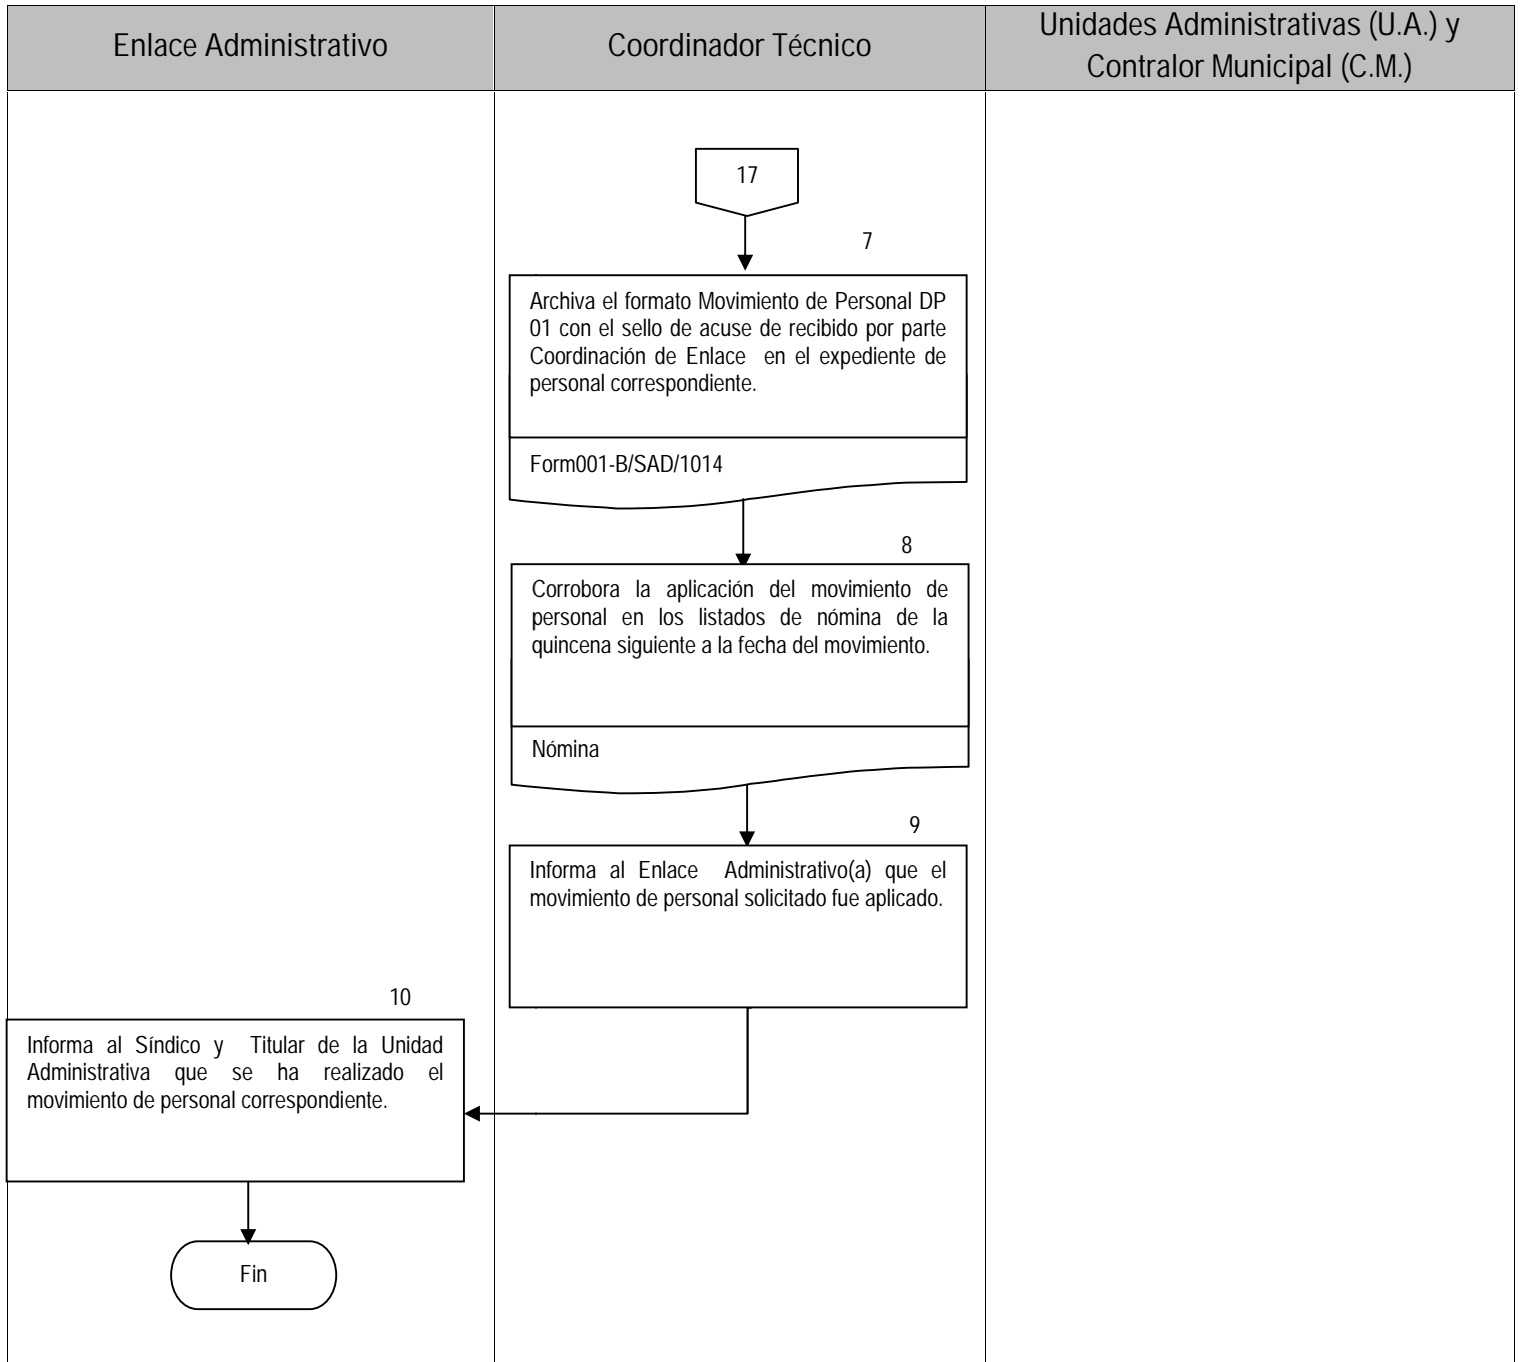 Enlace Administrativo
Coordinador Técnico
Unidades Administrativas (U.A.) y
Contralor Municipal (C.M.)
17
7
Archiva el formato Movimiento de Personal DP
01 con el sello de acuse de recibido por parte
Coordinación de Enlace en el expediente de
personal correspondiente.
Form001-B/SAD/1014
8
Corrobora la aplicación del movimiento de
personal en los listados de nómina de la
quincena siguiente a la fecha del movimiento.
Nómina
9
Informa al Enlace Administrativo(a) que el
movimiento de personal solicitado fue aplicado.
10
Informa al Síndico y Titular de la Unidad
Administrativa que se ha realizado el
movimiento de personal correspondiente.
Fin